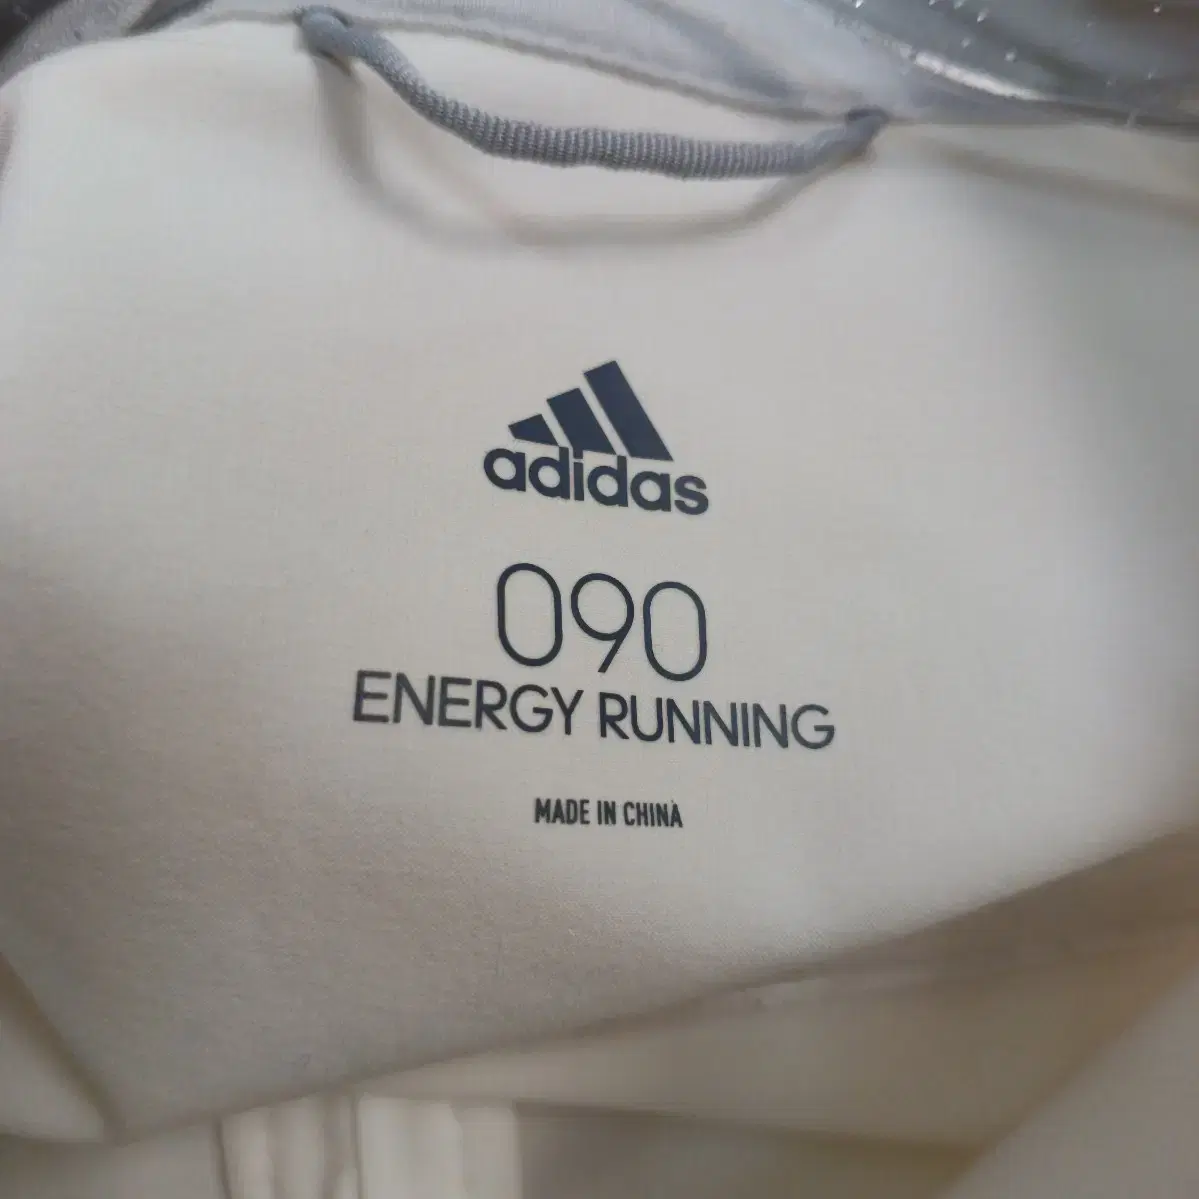 adidas
090
ENERGY RUNNING
MADE IN CHINA